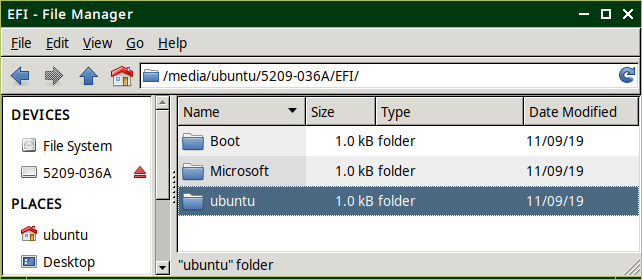 EFI - File Manager
File Edit View Go Help
/media/ubuntu/5209-036A/EFI/
DEVICES
File System
5209-036A
PLACES
ubuntu
Desktop
Name Size Type Date Modified
Boot 1.0 kB folder 11/09/19
Microsoft 1.0 kB folder 11/09/19
ubuntu 1.0 kB folder 11/09/19
"ubuntu" folder